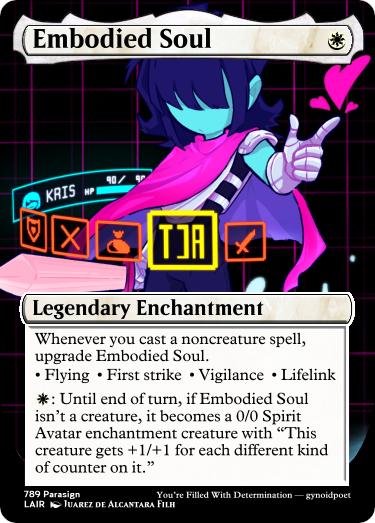 Embodied Soul
KRIS HP 90/ 90
ACT
Legendary Enchantment
Whenever you cast a noncreature spell,
upgrade Embodied Soul.
• Flying • First strike • Vigilance • Lifelink
: Until end of turn, if Embodied Soul
isn't a creature, it becomes a 0/0 Spirit
Avatar enchantment creature with “This
creature gets +1/+1 for each different kind
of counter on it.”
789 Parasign
You're Filled With Determination — gynoidpoet
LAIR Juarez de Alcantara Filh